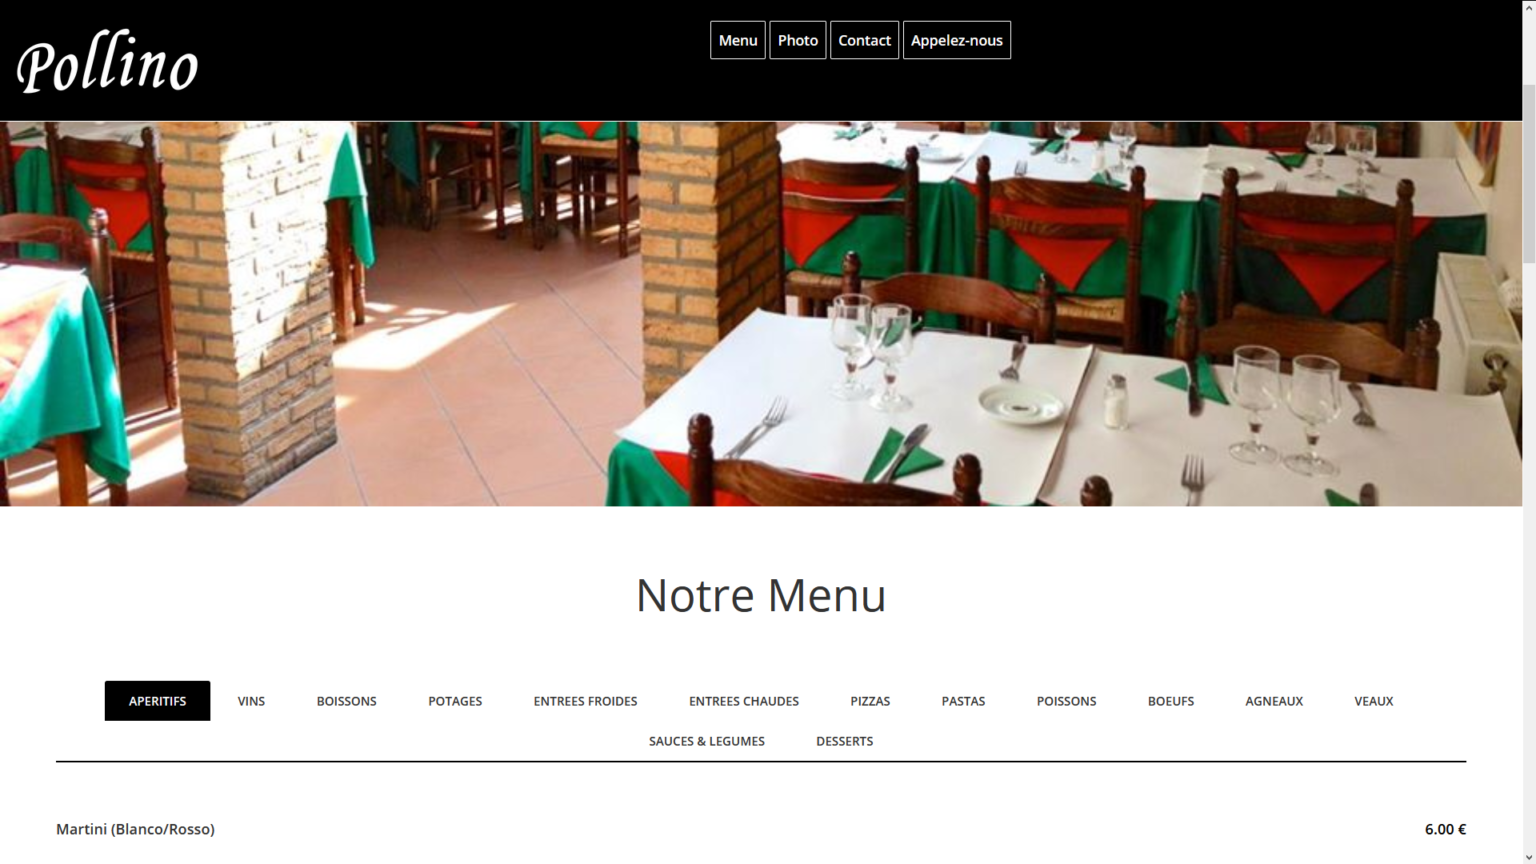 Pollino
Menu Photo Contact Appelez-nous
Notre Menu
APERITIFS VINS BOISSONS POTAGES ENTREES FROIDES ENTREES CHAUDES PIZZAS PASTAS POISSONS BOEUFS AGNEAUX VEAUX
SAUCES & LEGUMES DESSERTS
Martini (Blanco/Rosso) 6.00 €